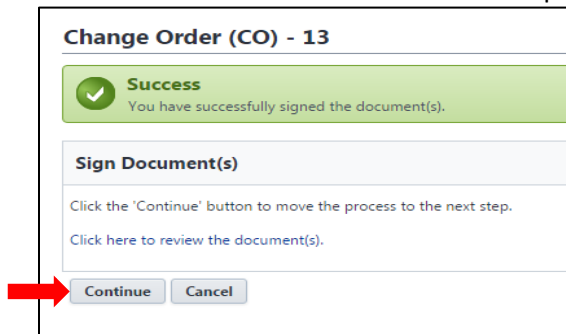 Change Order (CO) - 13
Success
You have successfully signed the document(s).
Sign Document(s)
Click the 'Continue' button to move the process to the next step.
Click here to review the document(s).
Continue Cancel